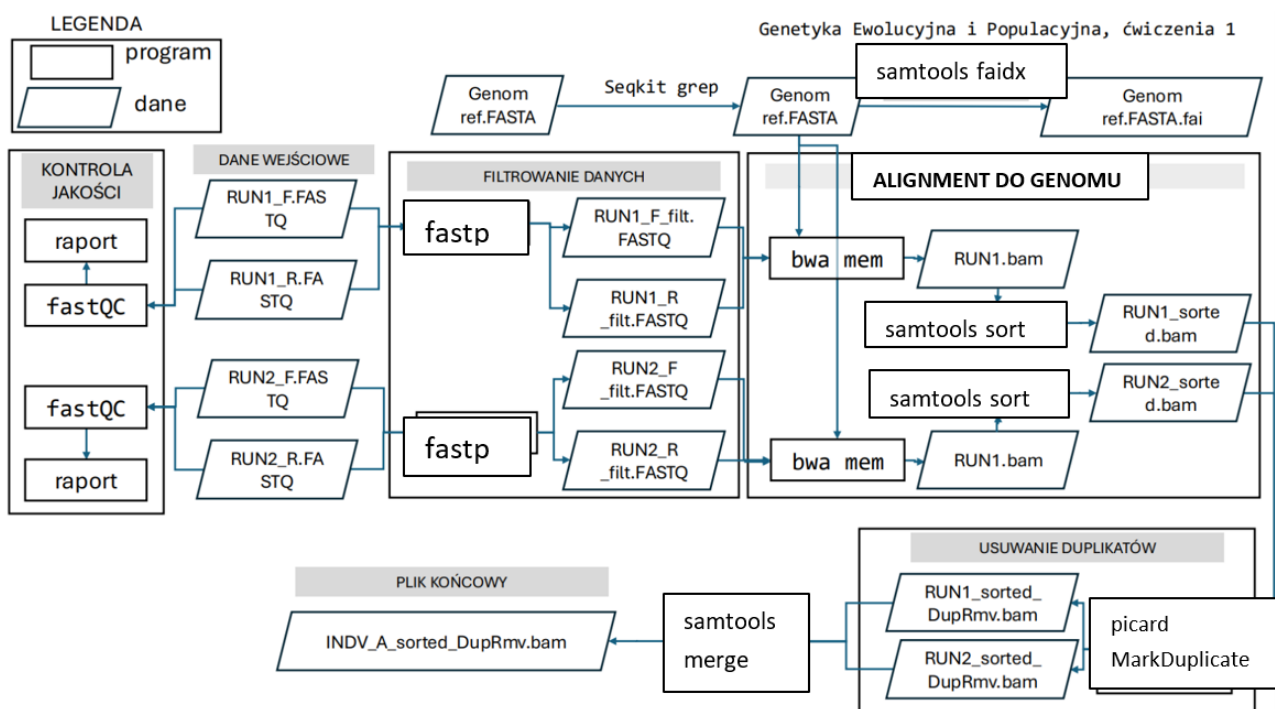 LEGENDA
program
dane
Genetyka Ewolucyjna i Populacyjna, ćwiczenia 1
Genom
ref.FASTA
Seqkit grep
Genom
ref.FASTA
samtools faidx
Genom
ref.FASTA.fai
KONTROLA
JAKOŚCI
raport
fastQC
fastQC
raport
DANE WEJŚCIOWE
RUN1_F.FAS
TQ
RUN1_R.FA
STQ
RUN2_F.FAS
TQ
RUN2_R.FA
STQ
FILTROWANIE DANYCH
fastp
RUN1_F_filt.
FASTQ
RUN1_R
_filt.FASTQ
fastp
RUN2_F
_filt.FASTQ
RUN2_R
_filt.FASTQ
ALIGNMENT DO GENOMU
bwa mem
RUN1.bam
samtools sort
RUN1_sorte
d.bam
samtools sort
RUN2_sorte
d.bam
bwa mem
RUN1.bam
USUWANIE DUPLIKATÓW
RUN1_sorted_
DupRmv.bam
RUN2_sorted_
DupRmv.bam
picard
MarkDuplicate
samtools
merge
PLIK KOŃCOWY
INDV_A_sorted_DupRmv.bam